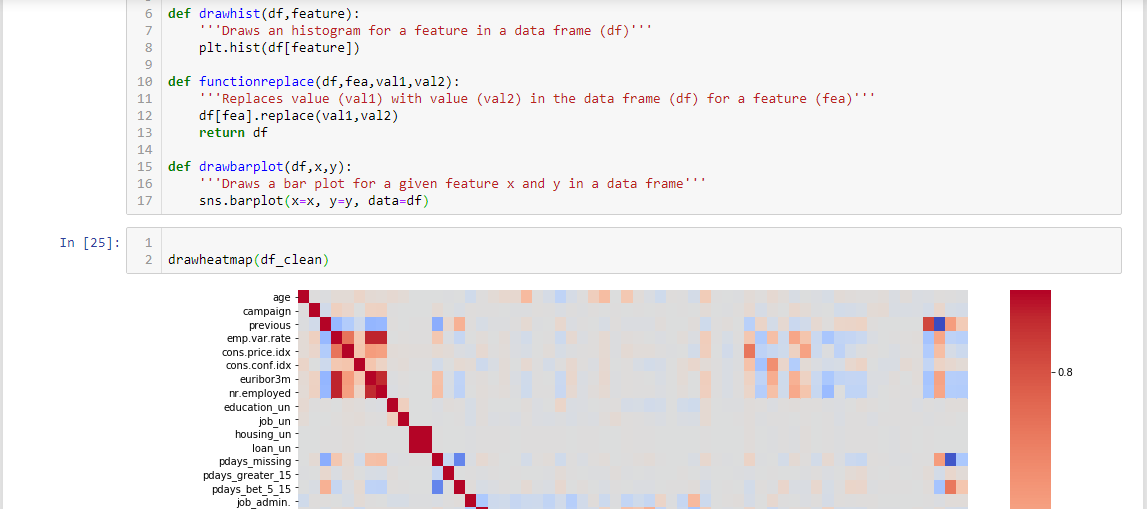 6 def drawhist(df,feature):
7 '''Draws an histogram for a feature in a data frame (df)'''
8 plt.hist(df[feature])
9
10 def functionreplace(df,fea,val1,val2):
11 '''Replaces value (val1) with value (val2) in the data frame (df) for a feature (fea)'''
12 df[fea].replace(val1,val2)
13 return df
14
15 def drawbarplot(df,x,y):
16 '''Draws a bar plot for a given feature x and y in a data frame'''
17 sns.barplot(x=x, y=y, data=df)
In [25]: 1
2 drawheatmap(df_clean)
age
campaign
previous
emp.var.rate
cons.price.idx
cons.conf.idx
euribor3m
nr.employed
education_un
job_un
housing_un
loan_un
pdays_missing
pdays_greater_15
pdays_bet_5_15
job_admin.
0.8